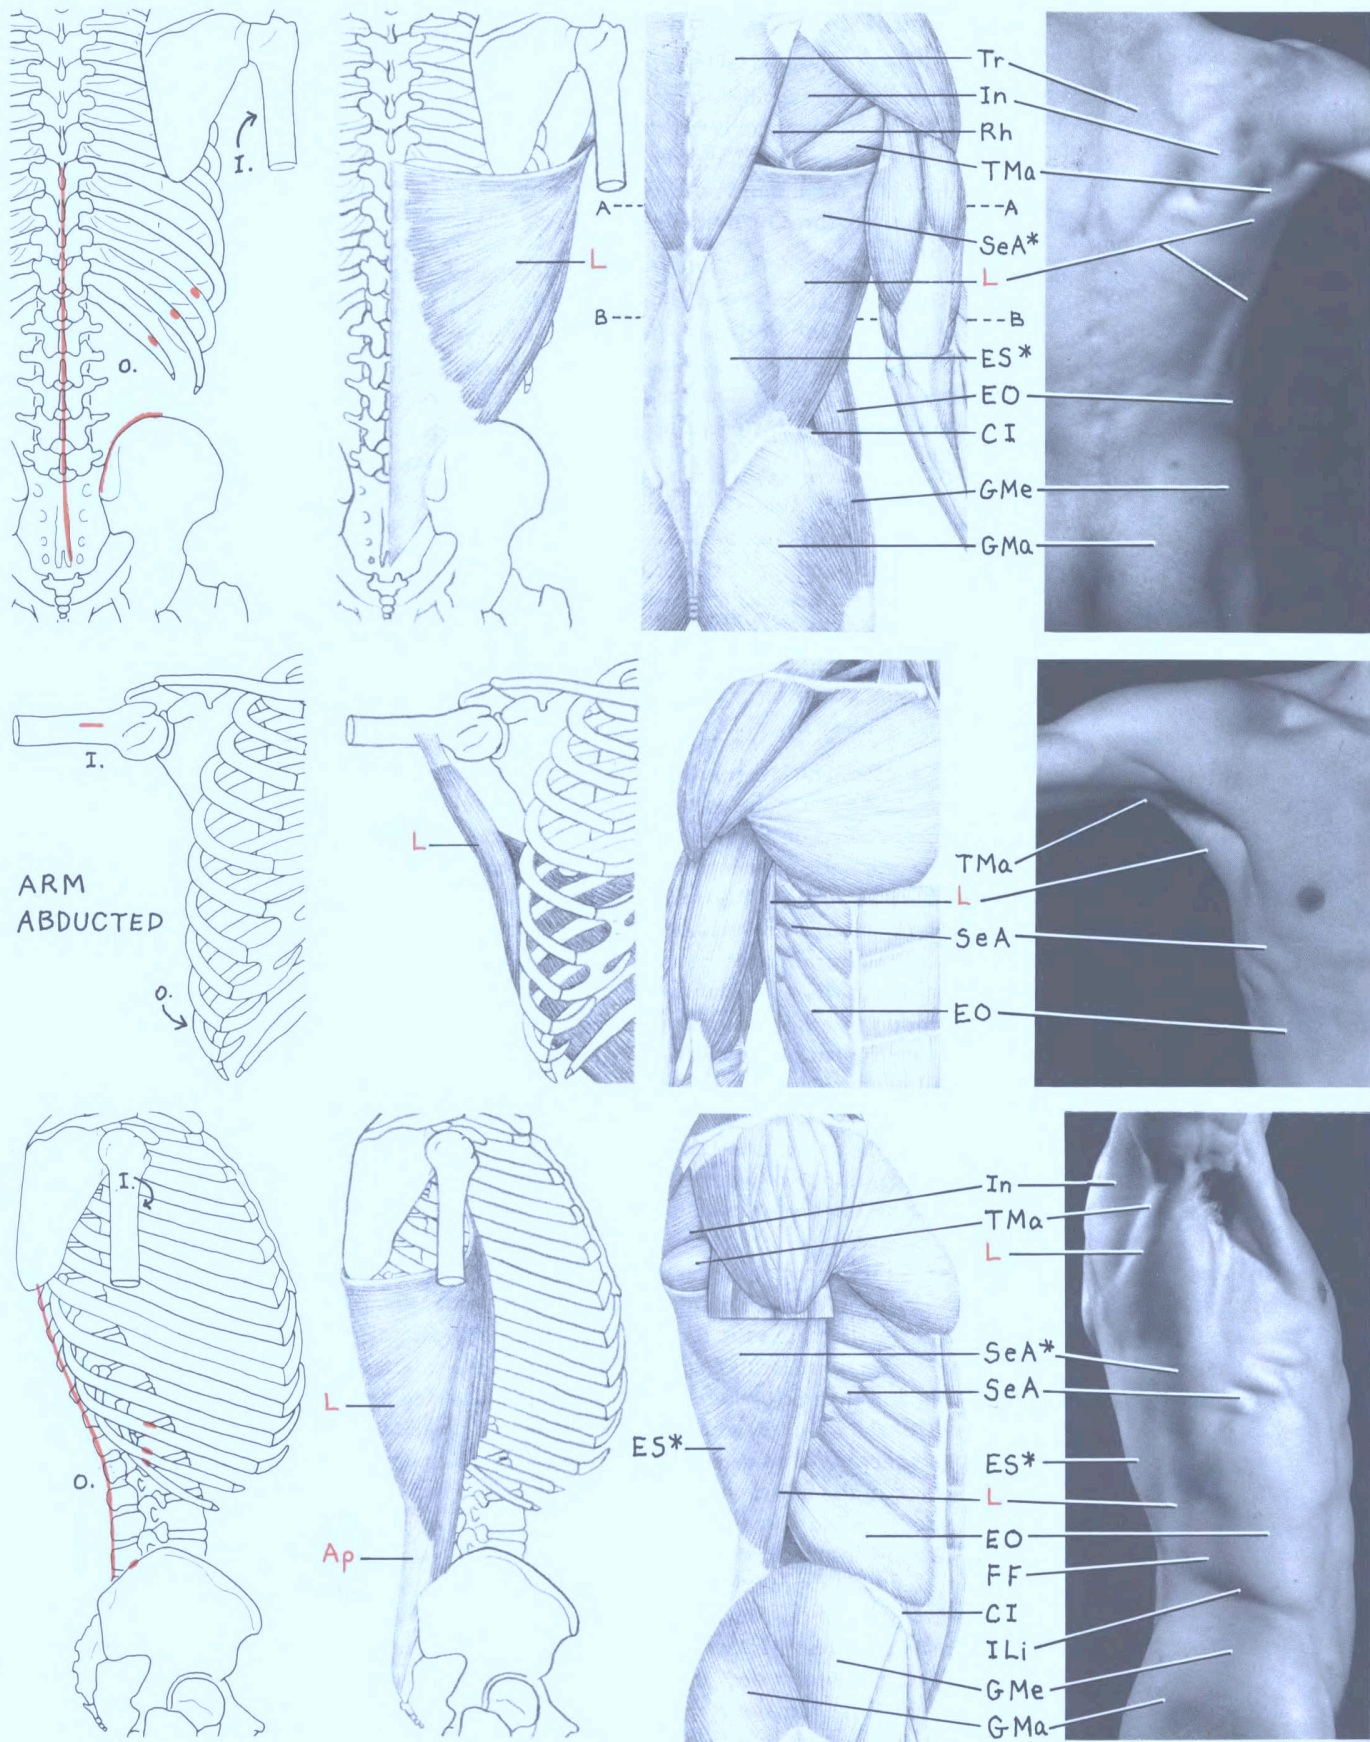 I.
O.
L
A
B
Tr
In
Rh
TMa
A
SeA*
L
B
ES*
EO
CI
GMe
GMa
I.
ARM
ABDUCTED
O.
L
TMa
L
SeA
EO
I.
O.
L
Ap
ES*
In
TMa
L
SeA*
SeA
ES*
L
EO
FF
CI
ILi
GMe
GMa